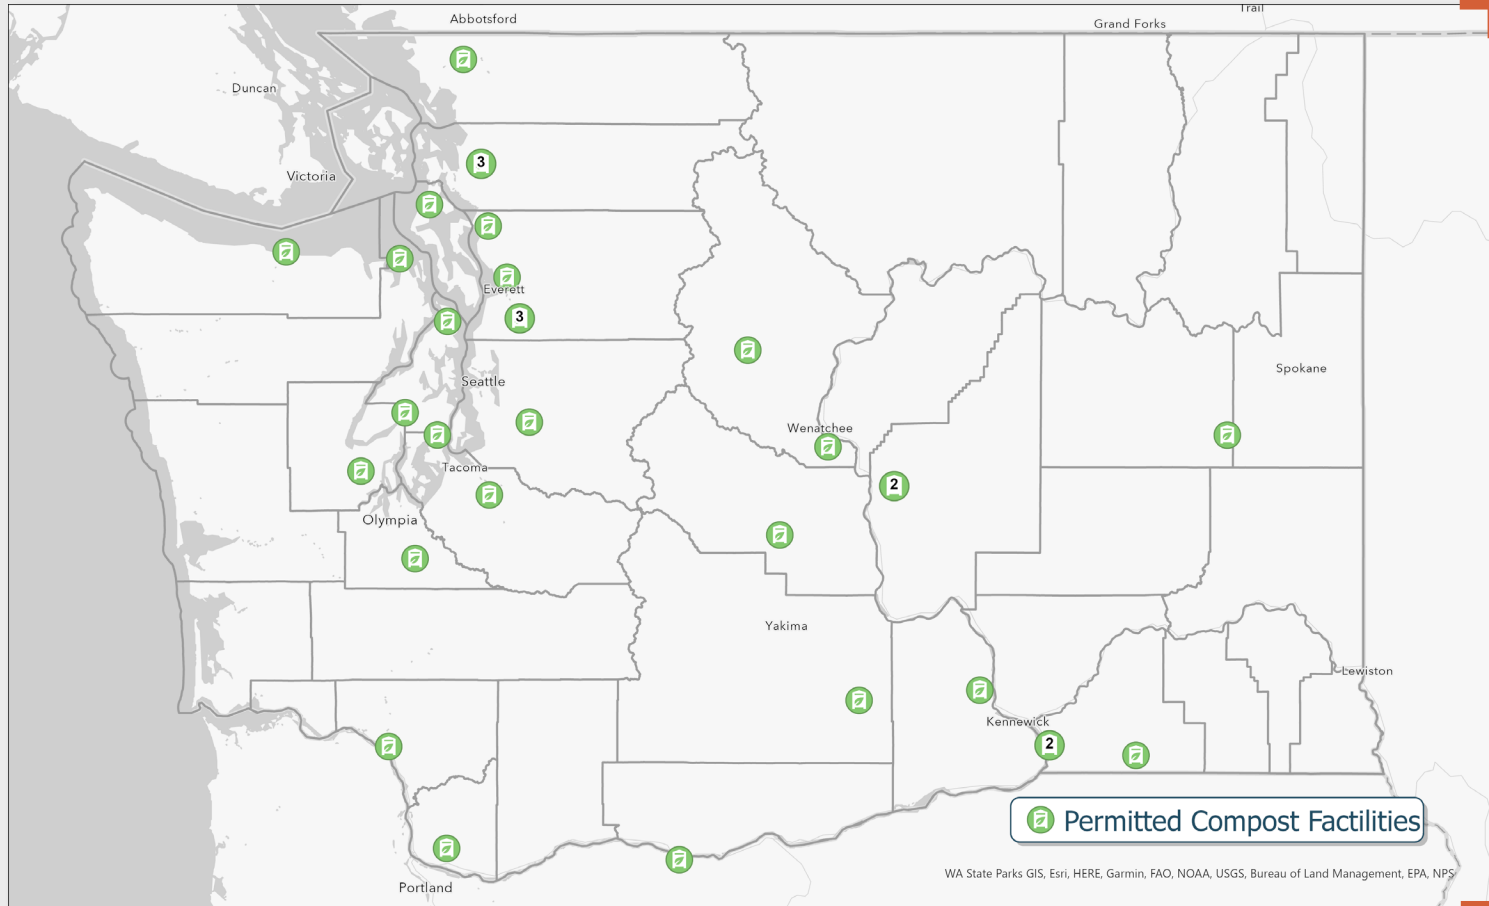 Trail
Abbotsford
Grand Forks
Duncan
3
Victoria
Everett
3
Spokane
Seattle
Wenatchee
Tacoma
2
Olympia
Yakima
Lewiston
Kennewick
2
Permitted Compost Factilities
WA State Parks GIS, Esri, HERE, Garmin, FAO, NOAA, USGS, Bureau of Land Management, EPA, NPS
Portland